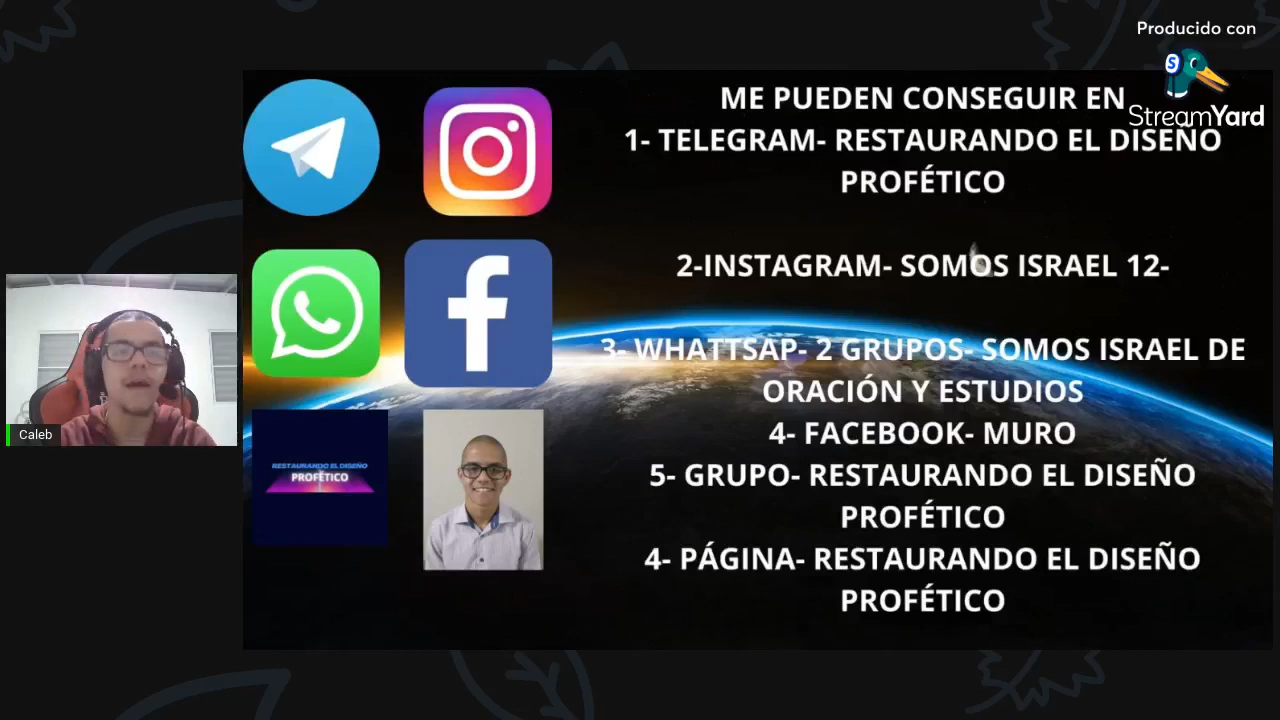 Producido con
StreamYard
ME PUEDEN CONSEGUIR EN
1- TELEGRAM- RESTAURANDO EL DISEÑO
PROFÉTICO
2-INSTAGRAM- SOMOS ISRAEL 12-
3- WHATTSAP- 2 GRUPOS- SOMOS ISRAEL DE
ORACIÓN Y ESTUDIOS
4- FACEBOOK- MURO
5- GRUPO- RESTAURANDO EL DISEÑO
PROFÉTICO
4- PÁGINA- RESTAURANDO EL DISEÑO
PROFÉTICO
RESTAURANDO EL DISEÑO
PROFÉTICO
Caleb